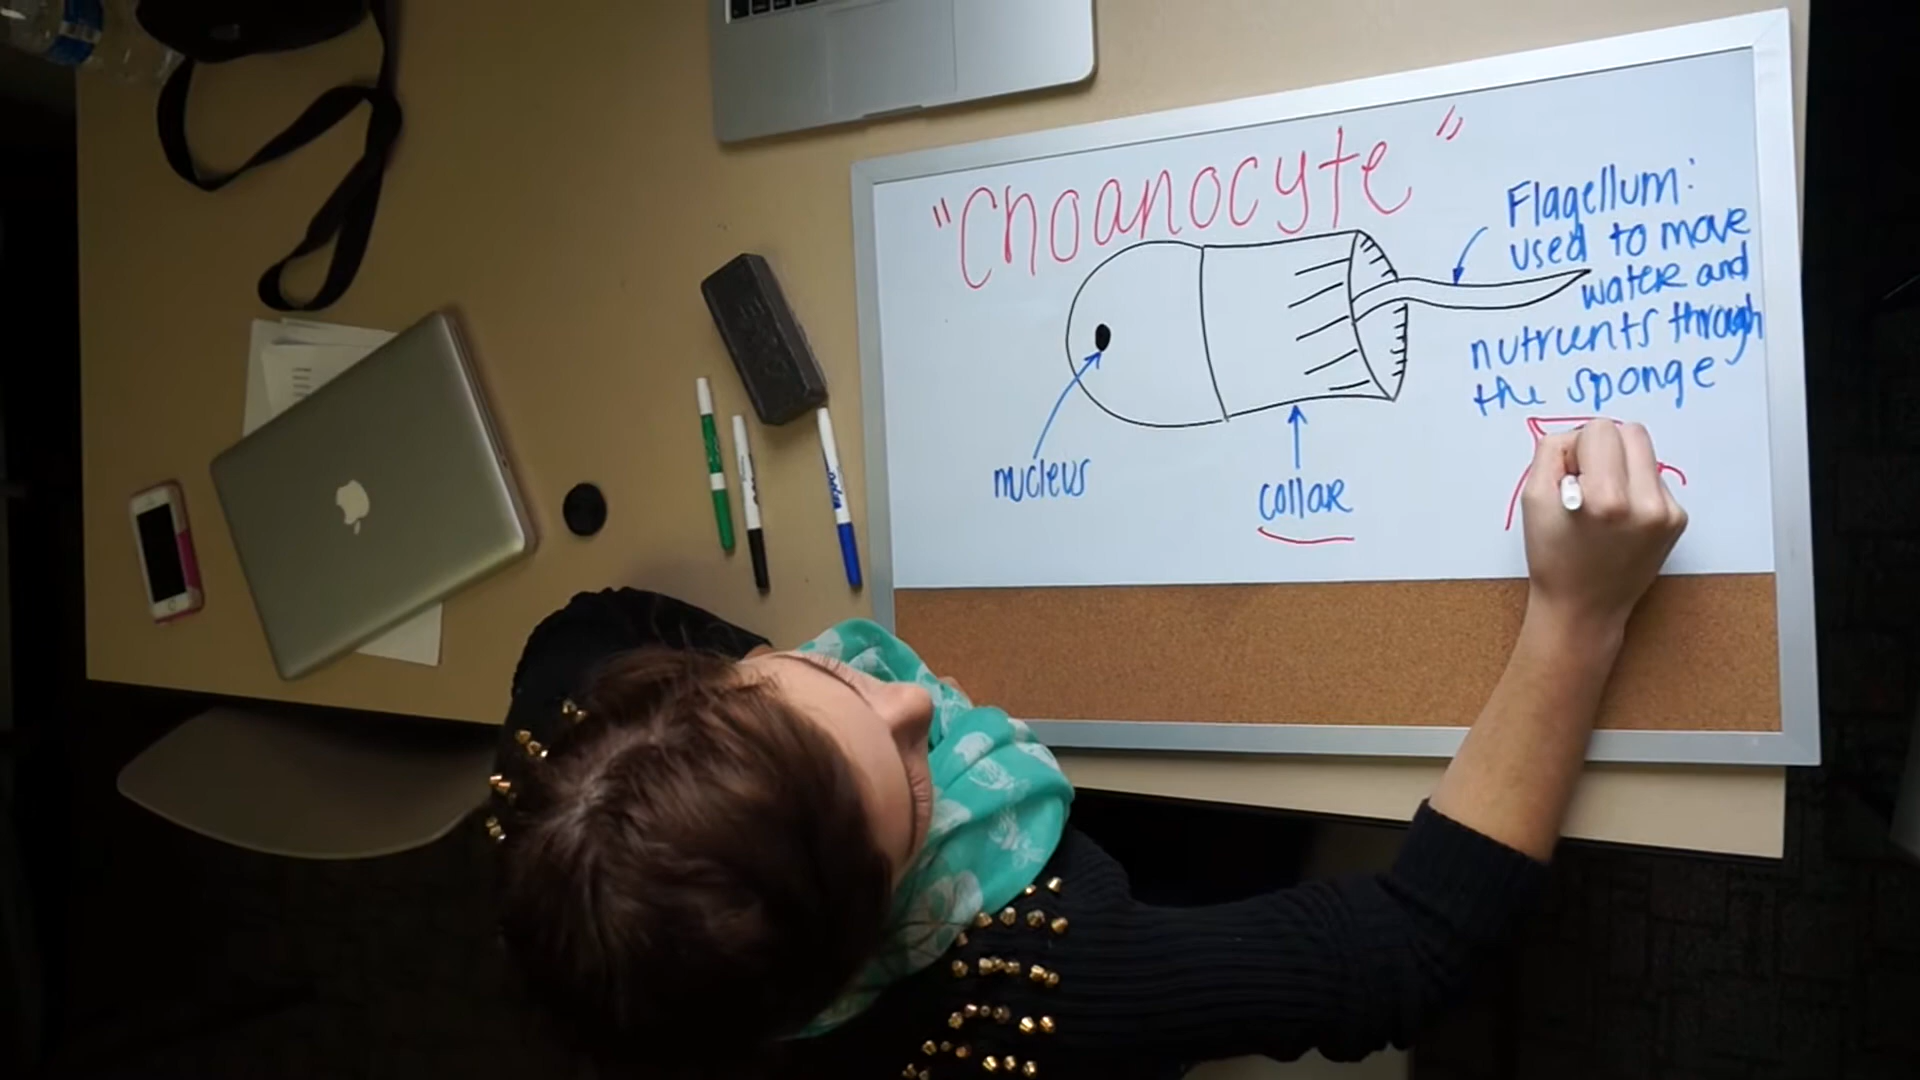 "Choanocyte"
Flagellum:
used to move
water and
nutrients through
the sponge
nucleus
collar